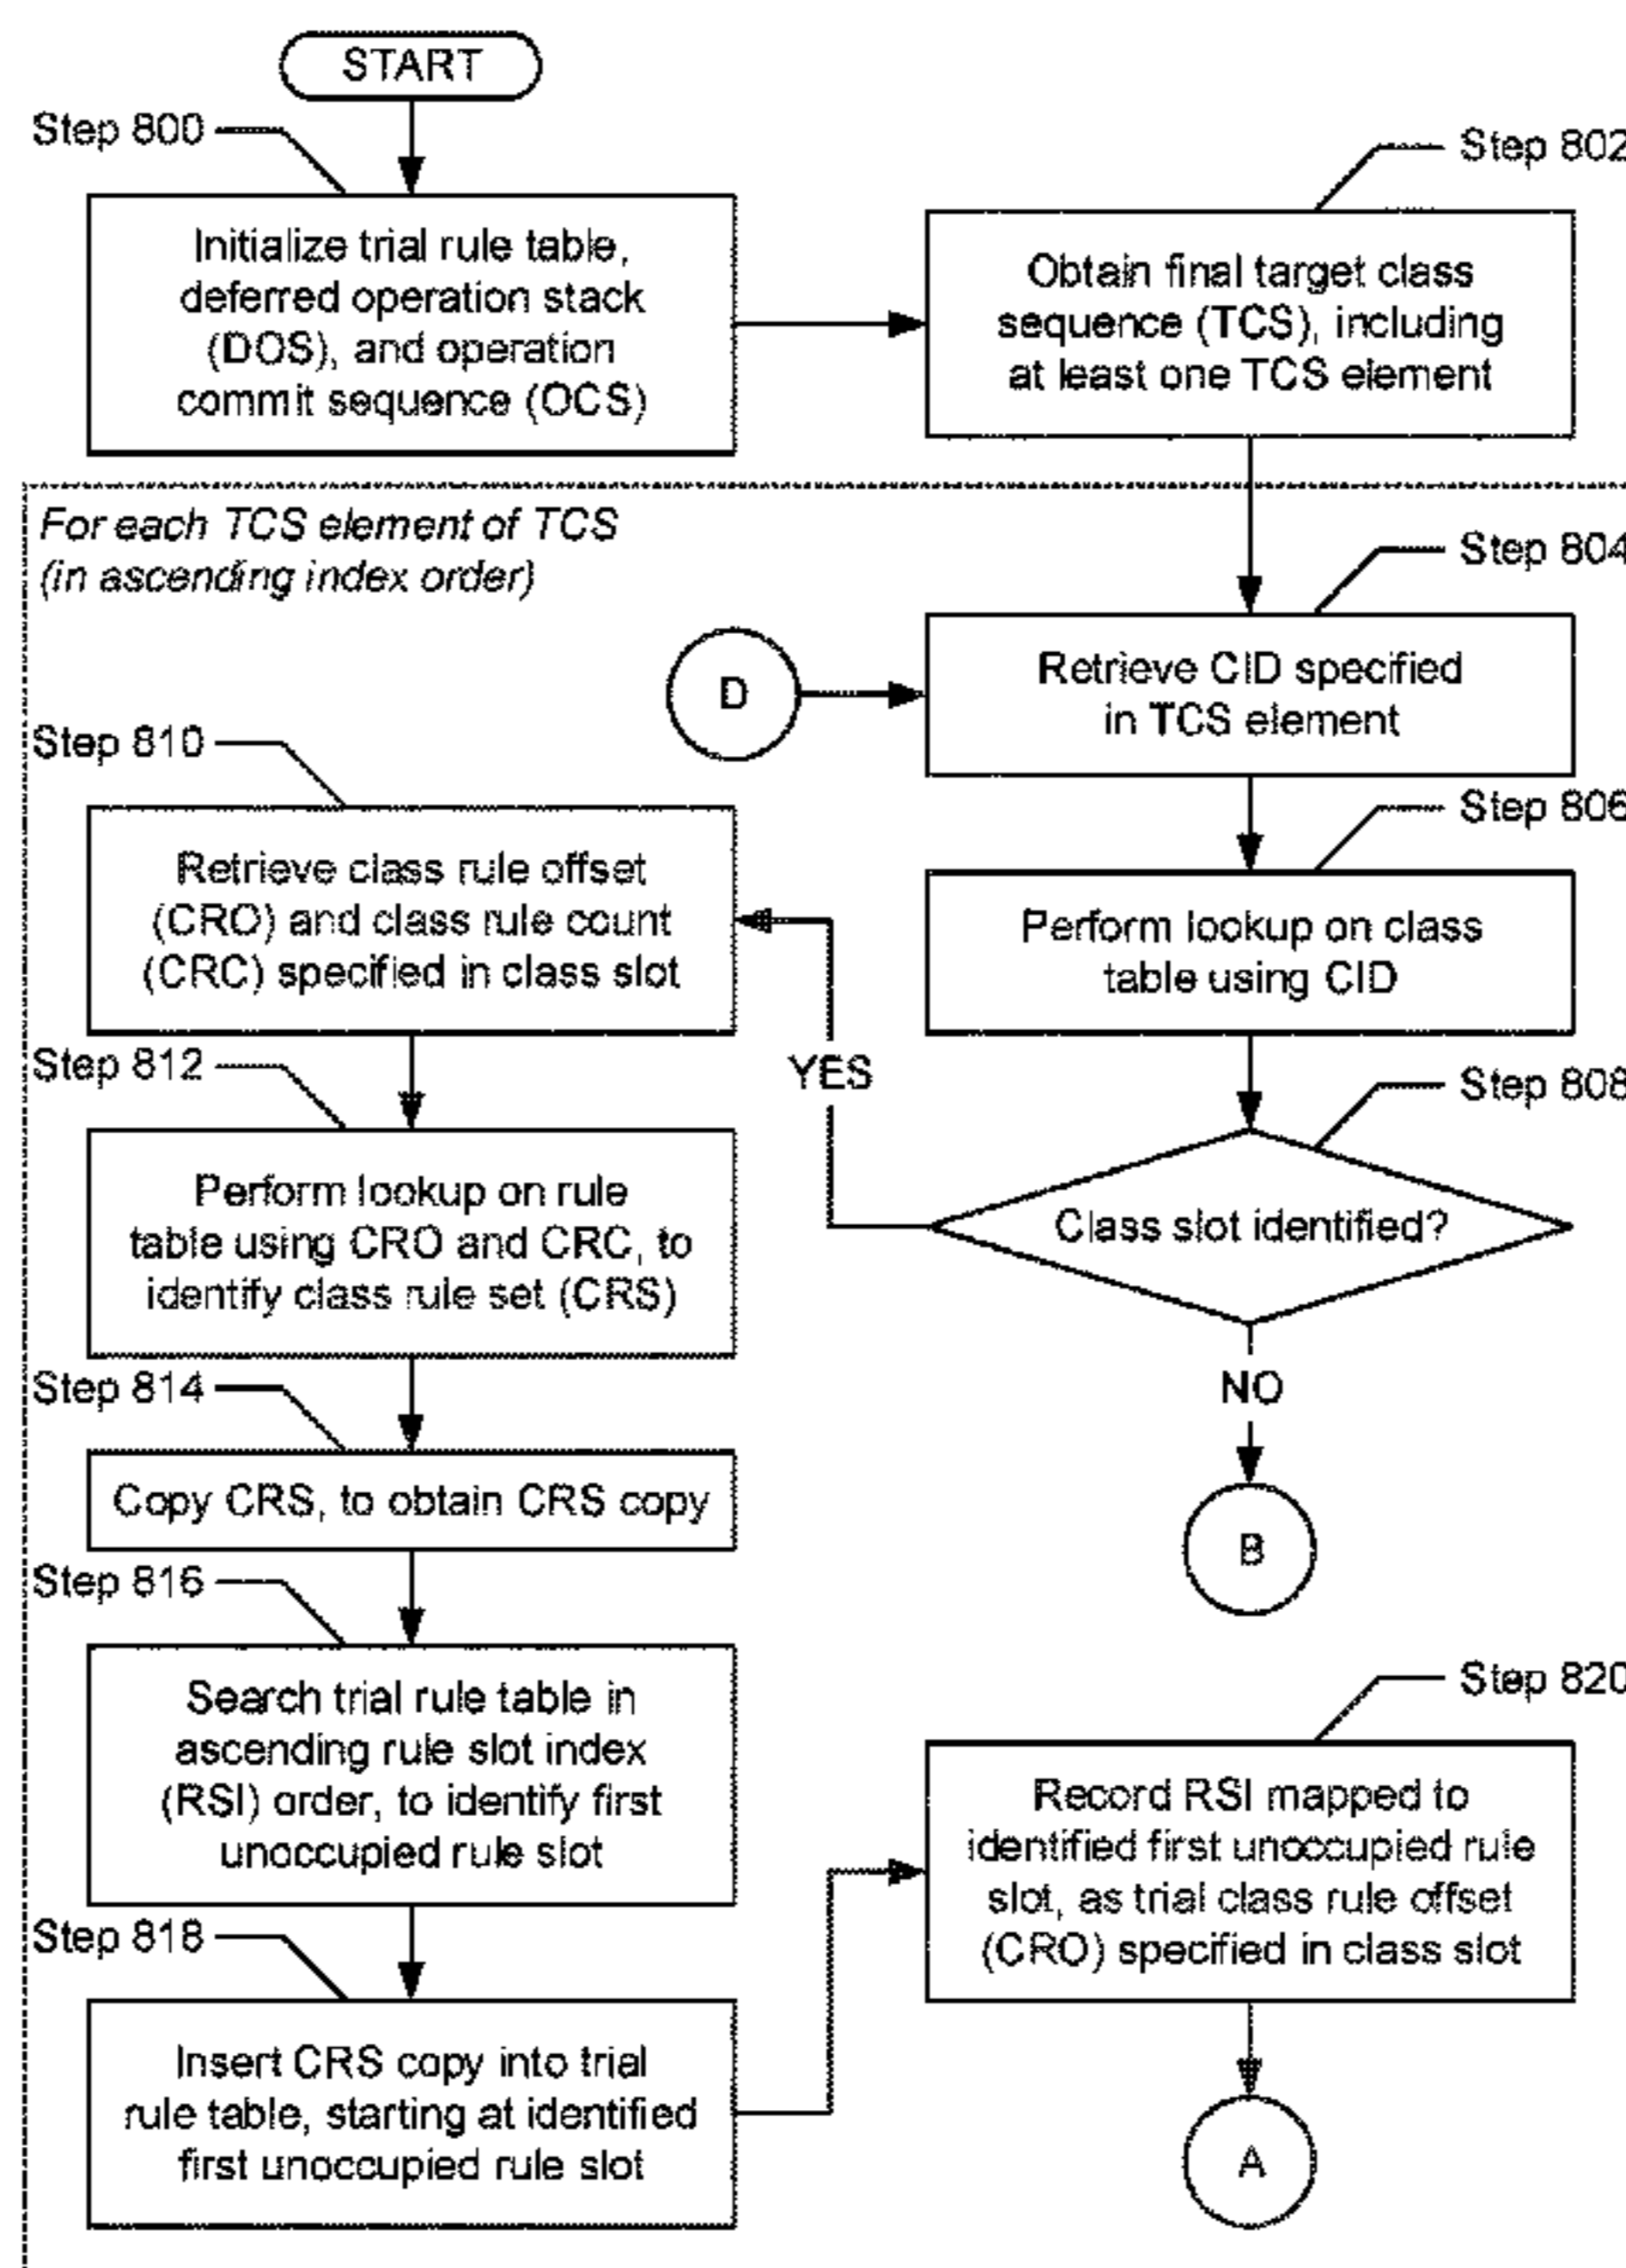 START
Step 800
Initialize trial rule table,
deferred operation stack
(DOS), and operation
commit sequence (OCS)
Step 802
Obtain final target class
sequence (TCS), including
at least one TCS element
For each TCS element of TCS
(in ascending index order)
Step 804
D
Retrieve CID specified
in TCS element
Step 806
Perform lookup on class
table using CID
Step 808
Class slot identified?
YES
NO
B
Step 810
Retrieve class rule offset
(CRO) and class rule count
(CRC) specified in class slot
Step 812
Perform lookup on rule
table using CRO and CRC, to
identify class rule set (CRS)
Step 814
Copy CRS, to obtain CRS copy
Step 816
Search trial rule table in
ascending rule slot index
(RSI) order, to identify first
unoccupied rule slot
Step 818
Insert CRS copy into trial
rule table, starting at identified
first unoccupied rule slot
Step 820
Record RSI mapped to
identified first unoccupied rule
slot, as trial class rule offset
(CRO) specified in class slot
A